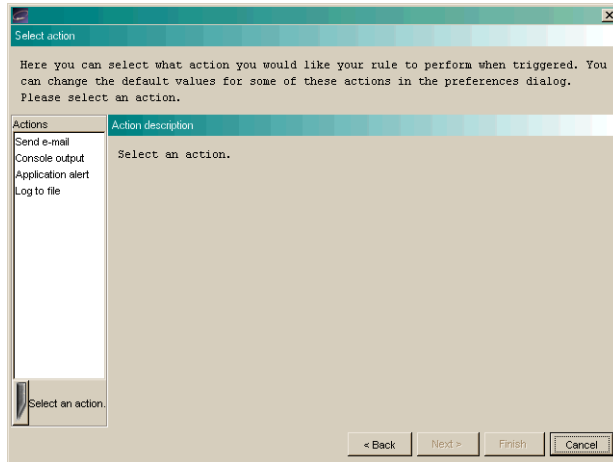 Select action
Here you can select what action you would like your rule to perform when triggered. You
can change the default values for some of these actions in the preferences dialog.
Please select an action.
Actions
Send e-mail
Console output
Application alert
Log to file
Select an action.
Action description
Select an action.
< Back
Next >
Finish
Cancel